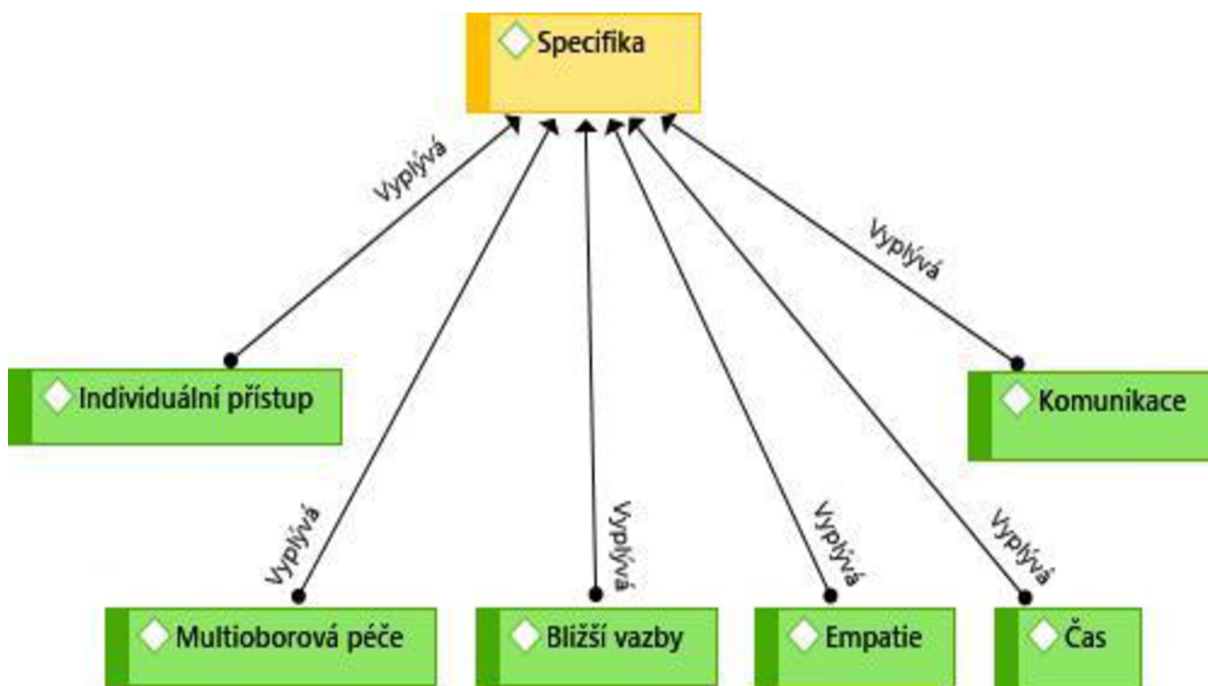 Specifika
Vyplývá
Vyplývá
Individuální přístup
Komunikace
Vyplývá
Vyplývá
Vyplývá
Vyplývá
Multioborová péče
Bližší vazby
Empatie
Čas